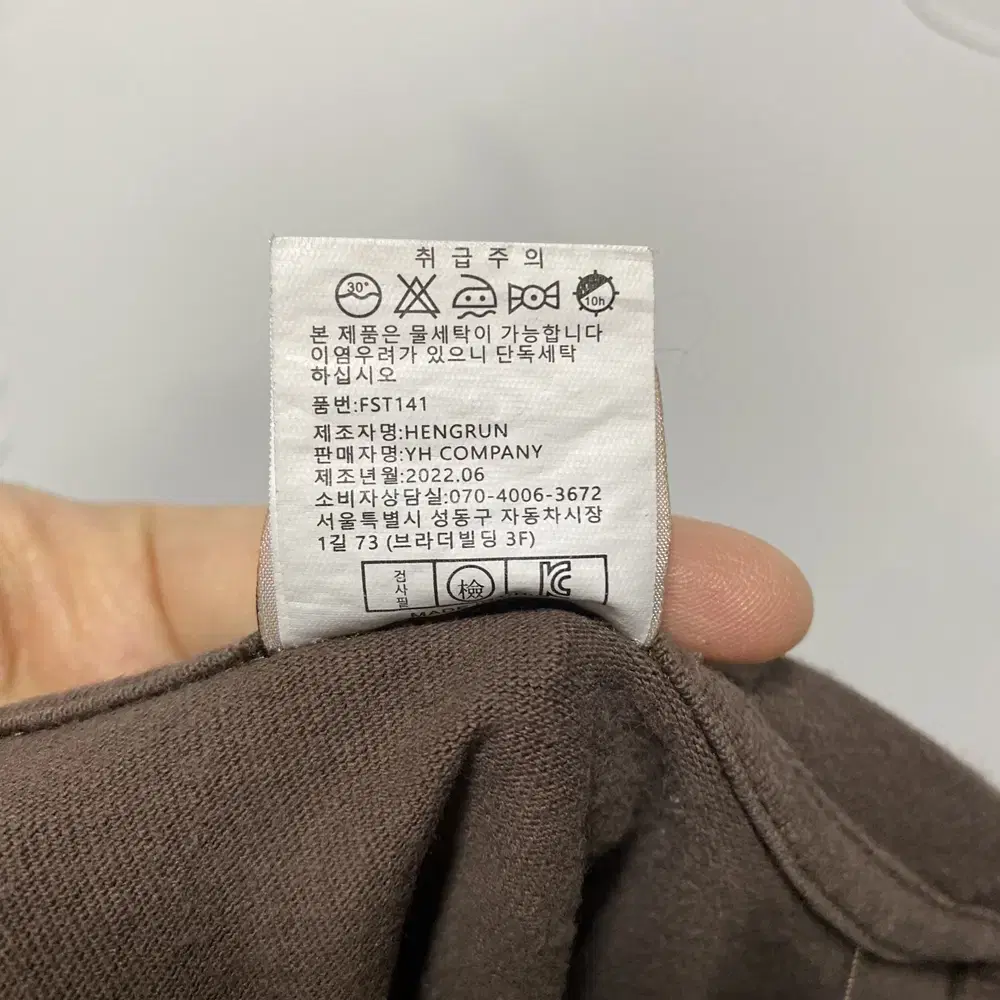 취급주의
30°
10h
본 제품은 물세탁이 가능합니다
이염우려가 있으니 단독세탁
하십시오
품번:FST141
제조자명:HENGRUN
판매자명:YH COMPANY
제조년월:2022.06
소비자상담실:070-4006-3672
서울특별시 성동구 자동차시장
1길 73 (브라더빌딩 3F)
검사필
檢
MADE